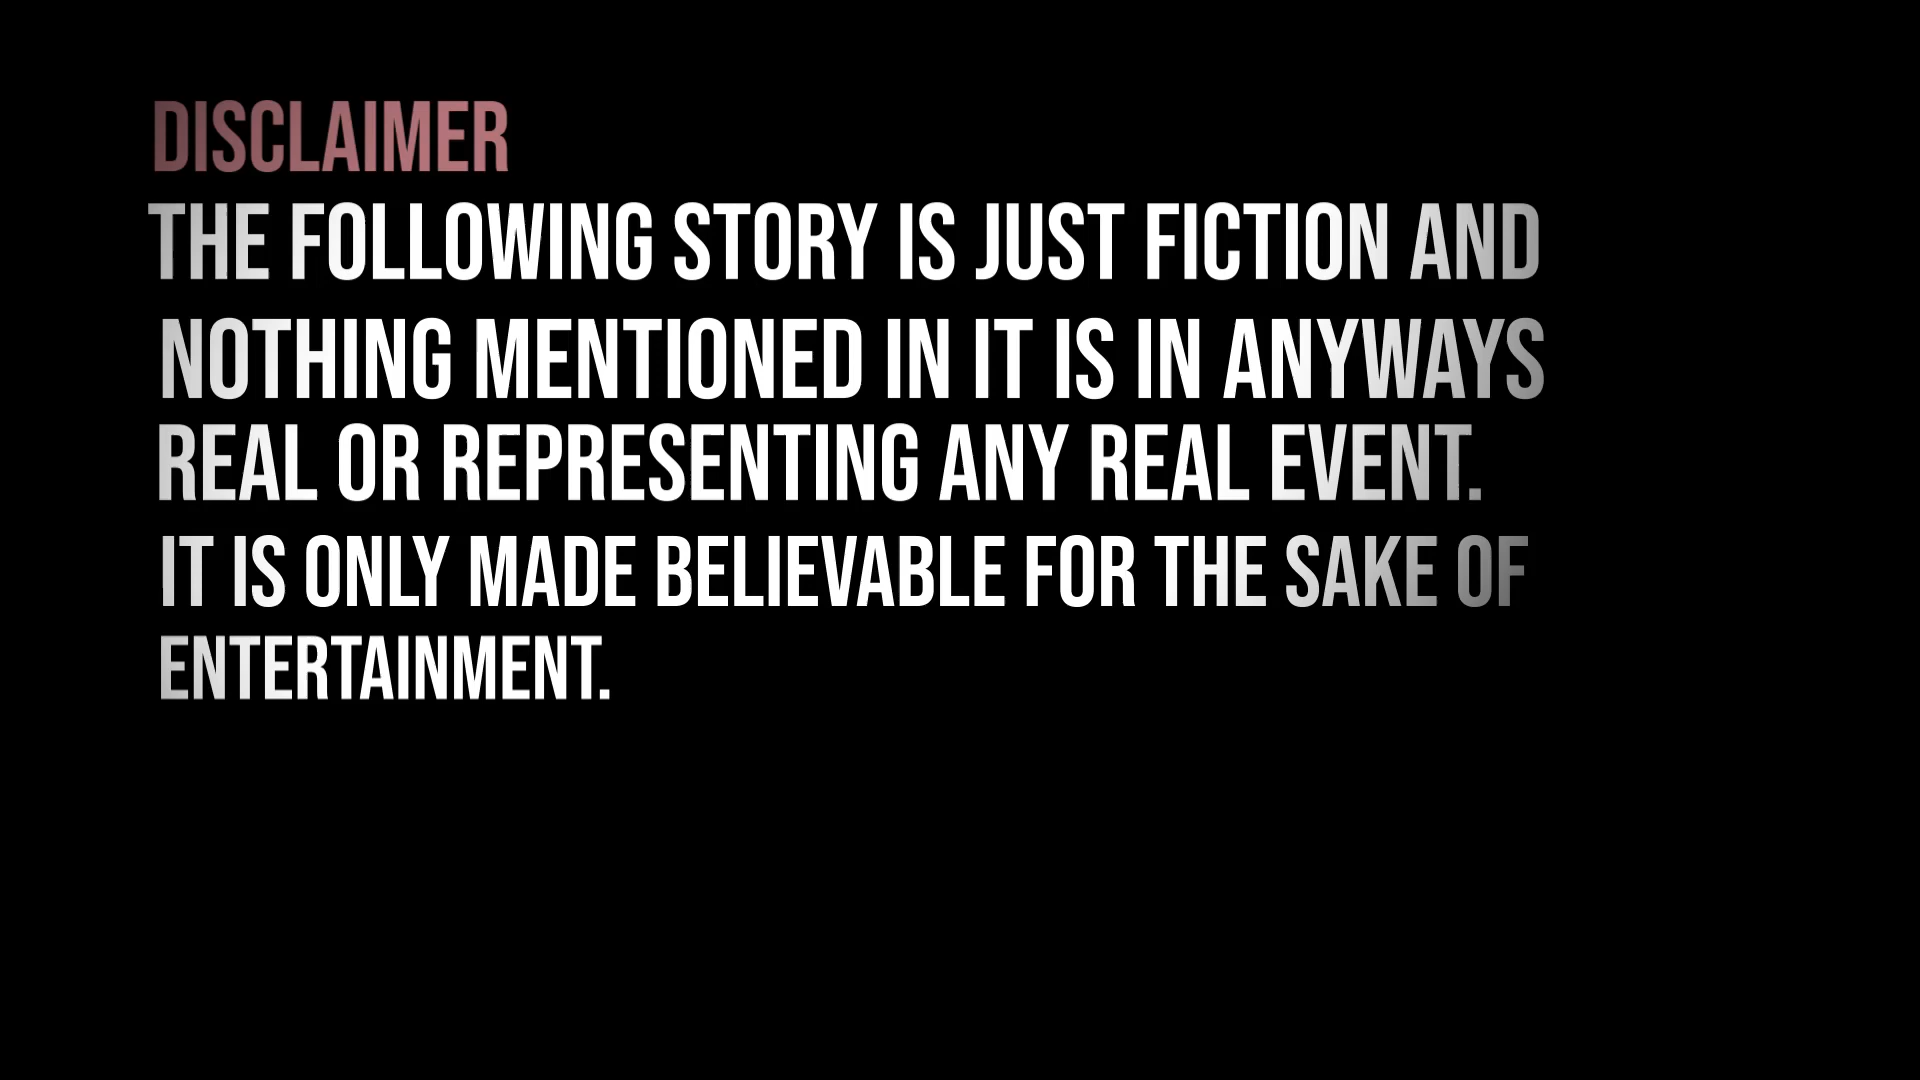 DISCLAIMER
THE FOLLOWING STORY IS JUST FICTION AND
NOTHING MENTIONED IN IT IS IN ANYWAYS
REAL OR REPRESENTING ANY REAL EVENT.
IT IS ONLY MADE BELIEVABLE FOR THE SAKE OF
ENTERTAINMENT.